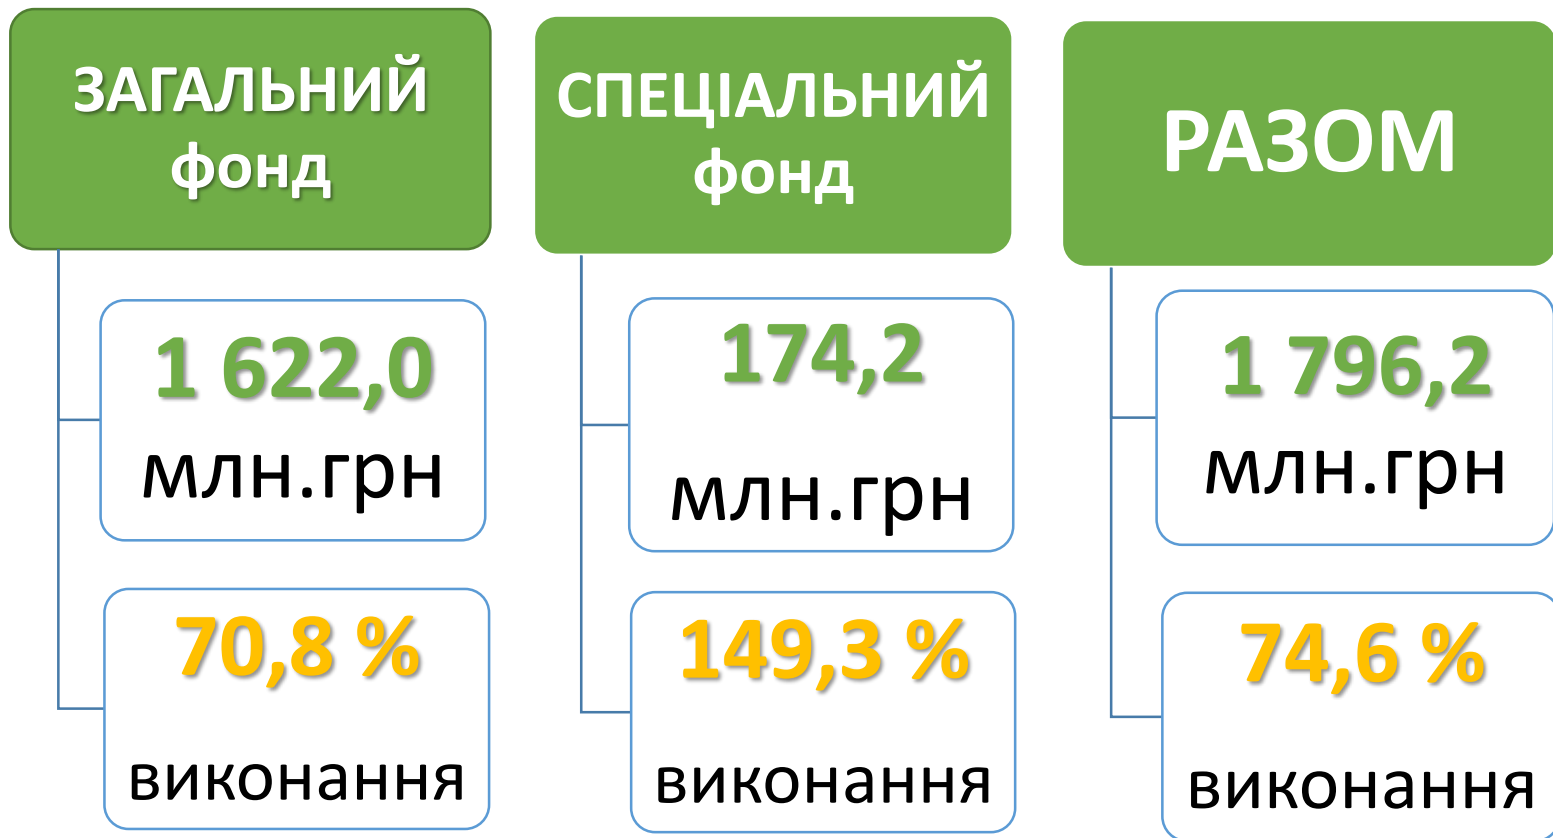 ЗАГАЛЬНИЙ
фонд
1 622,0
млн.грн
70,8 %
виконання
СПЕЦІАЛЬНИЙ
фонд
174,2
млн.грн
149,3 %
виконання
РАЗОМ
1 796,2
млн.грн
74,6 %
виконання